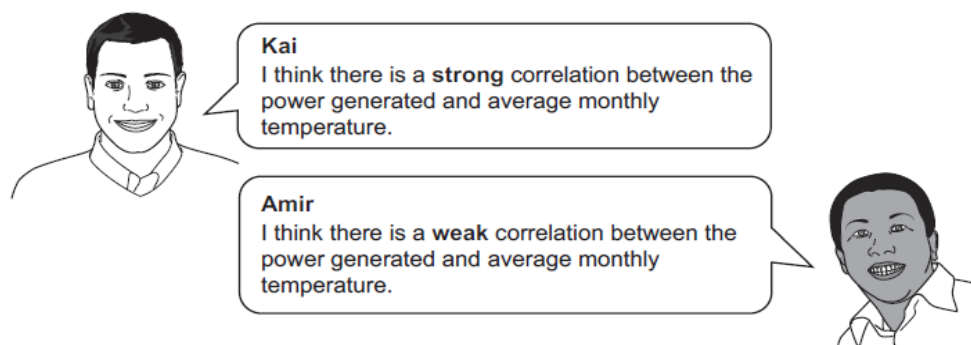 Kai
I think there is a strong correlation between the
power generated and average monthly
temperature.
Amir
I think there is a weak correlation between the
power generated and average monthly
temperature.